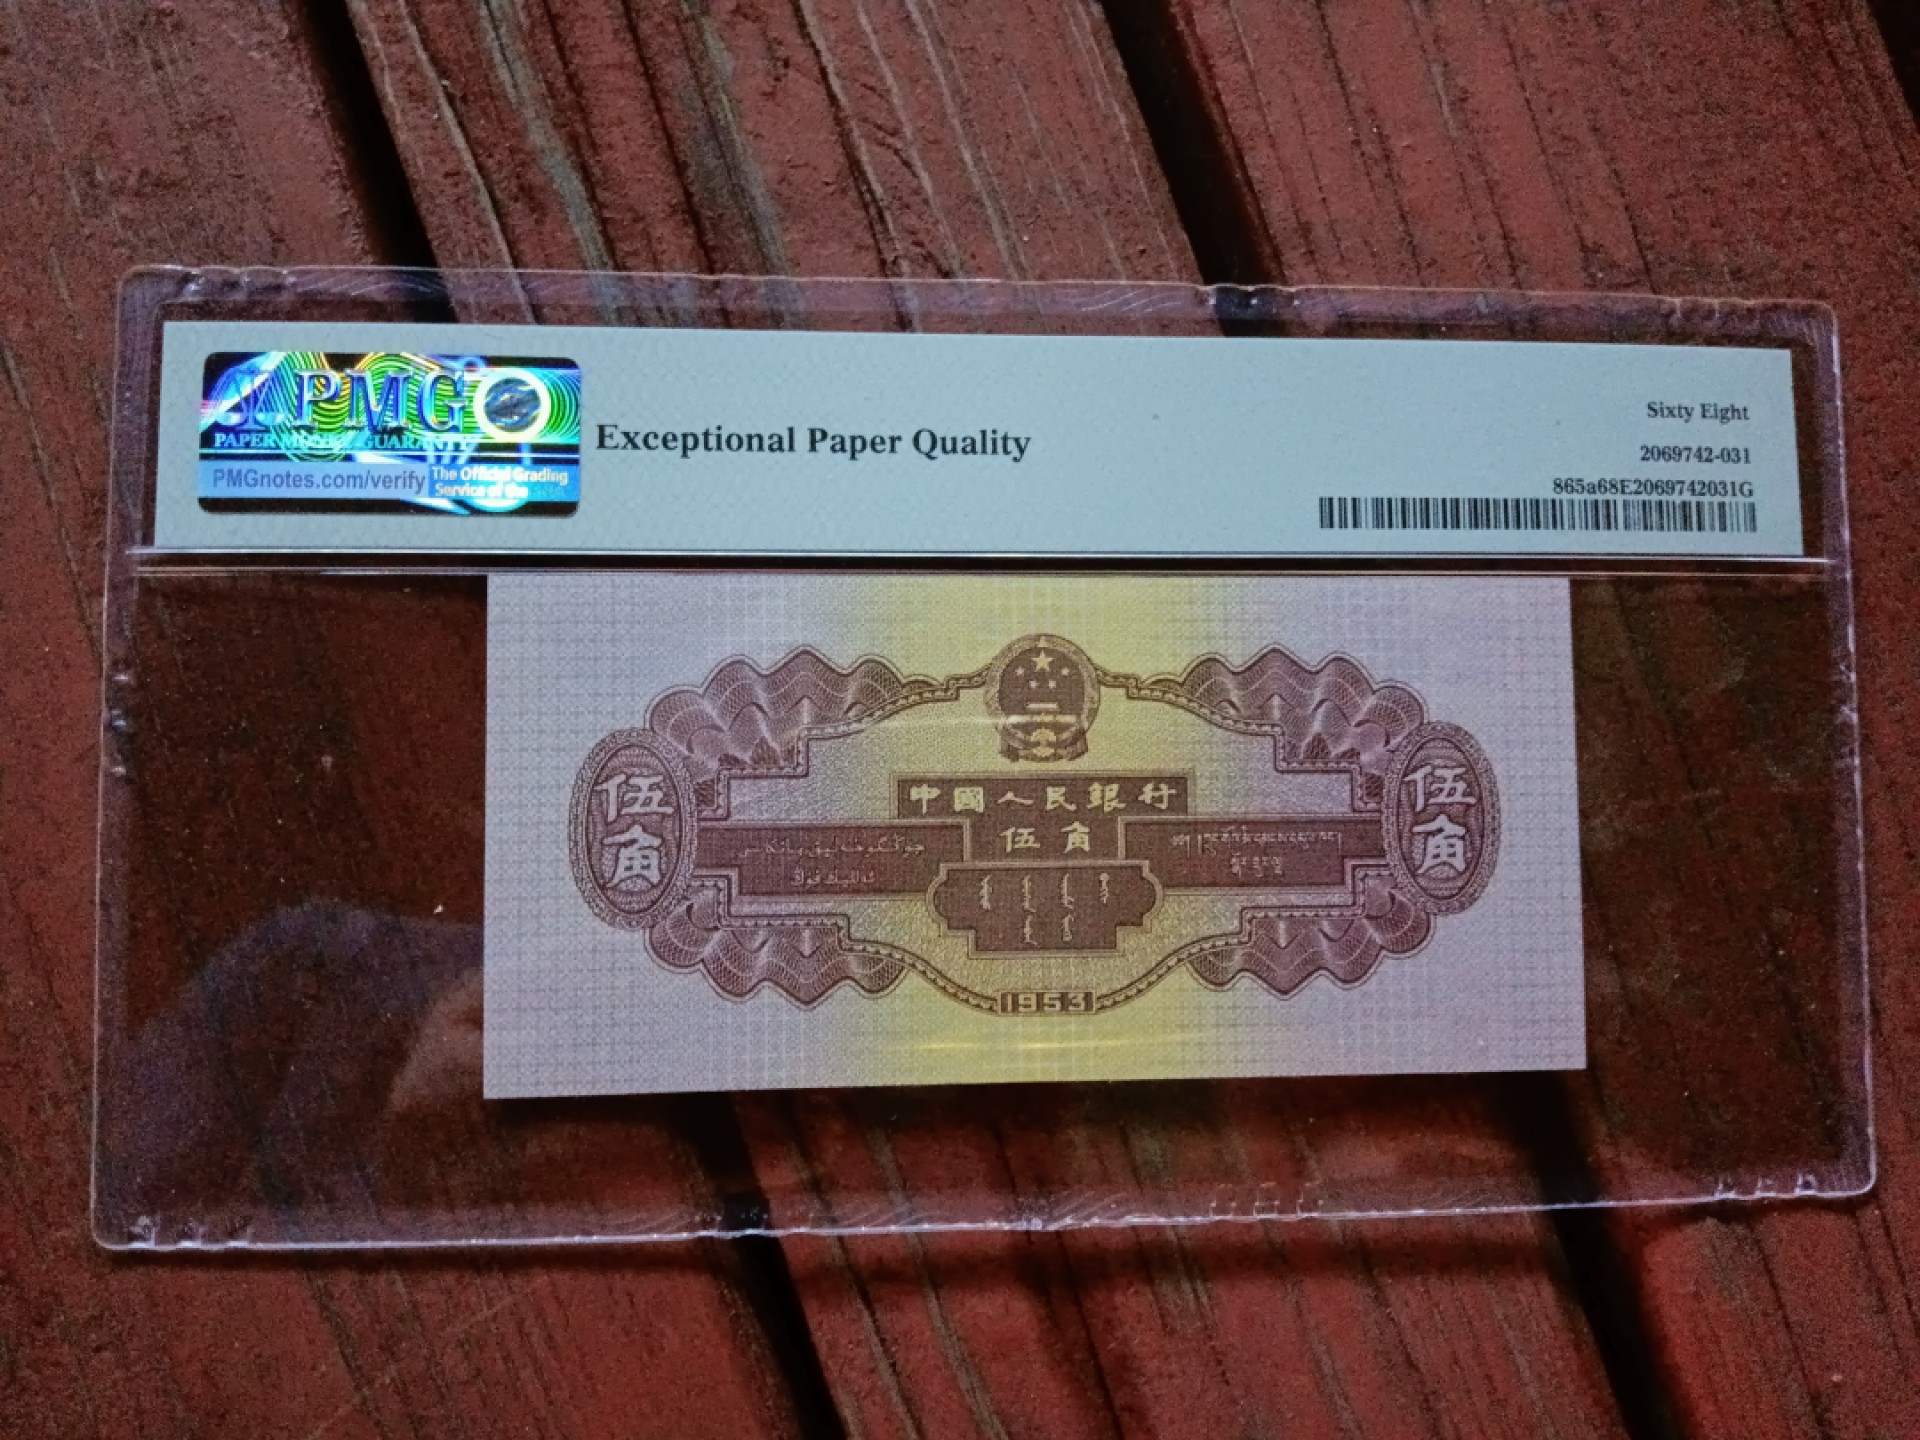 PMG
PAPER MONEY GUARANTY
PMGnotes.com/verify
The Official Grading
Service of the
Exceptional Paper Quality
Sixty Eight
2069742-031
865a68E2069742031G
中國人民銀行
伍角
伍角
伍角
1953